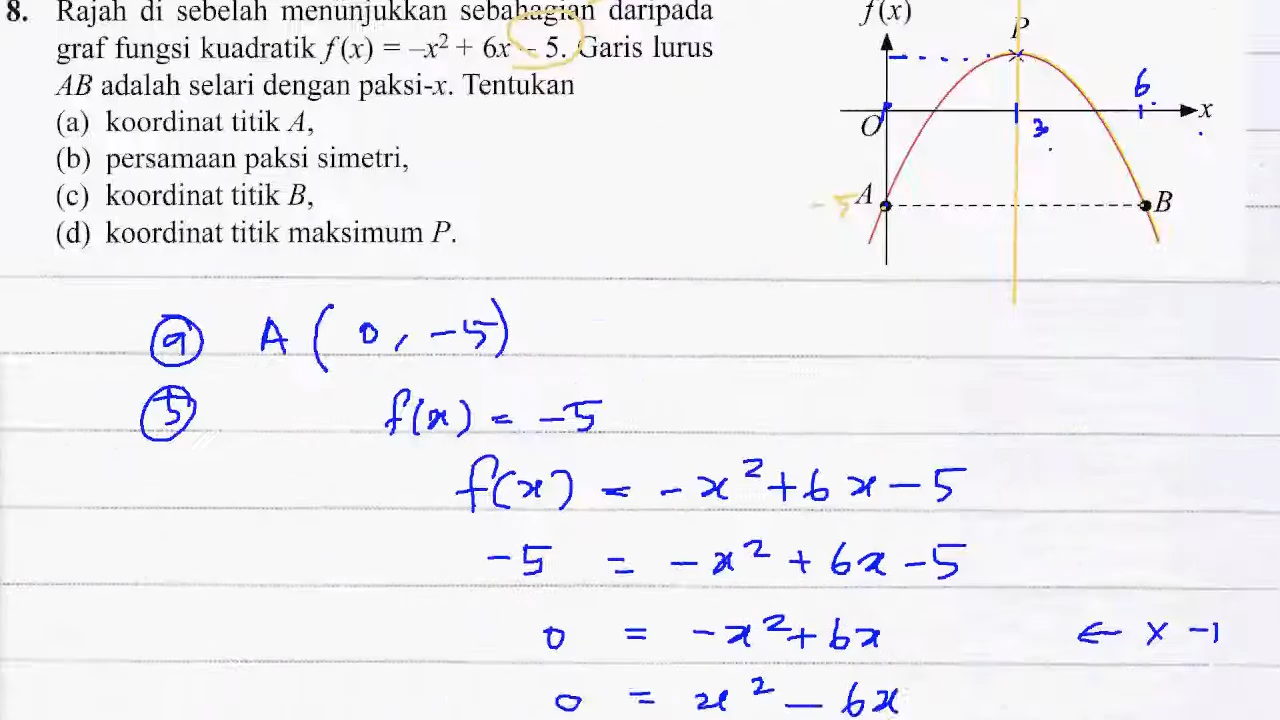 8. Rajah di sebelah menunjukkan sebahagian daripada
graf fungsi kuadratik f(x) = –x² + 6x – 5. Garis lurus
AB adalah selari dengan paksi-x. Tentukan
(a) koordinat titik A,
(b) persamaan paksi simetri,
(c) koordinat titik B,
(d) koordinat titik maksimum P.
f(x)
P
6
O
3
x
-5 A
B
a A ( 0 , -5 )
b f(x) = -5
f(x) = -x² + 6x - 5
-5 = -x² + 6x - 5
0 = -x² + 6x ← × -1
0 = x² - 6x